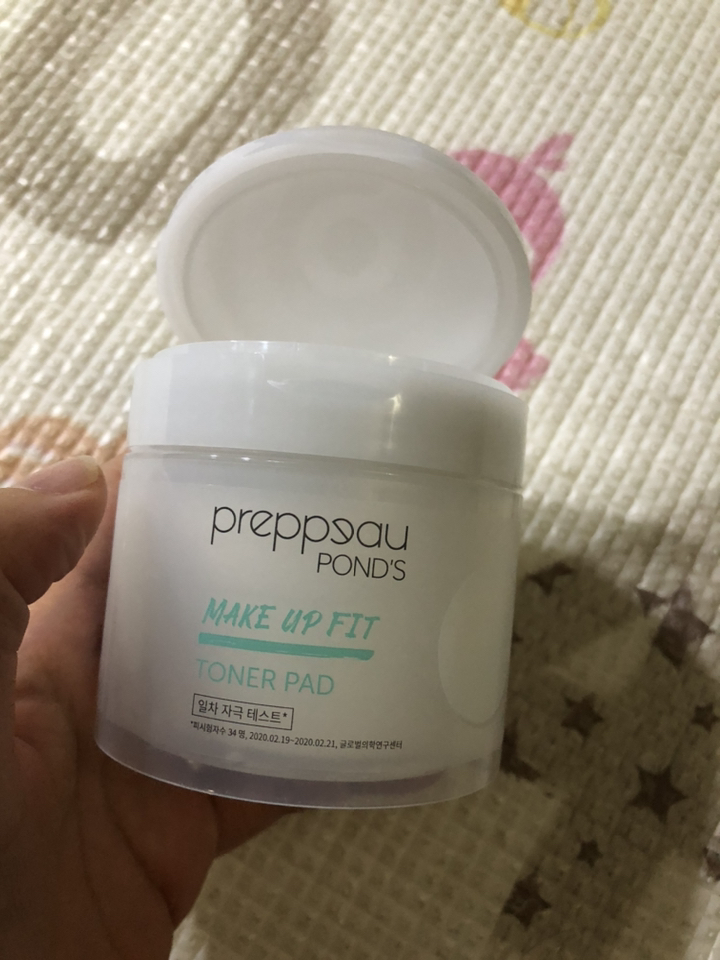 preppeau
POND'S
MAKE UP FIT
TONER PAD
일차 자극 테스트*
*피시험자수 34 명, 2020.02.19~2020.02.21, 글로벌의학연구센터